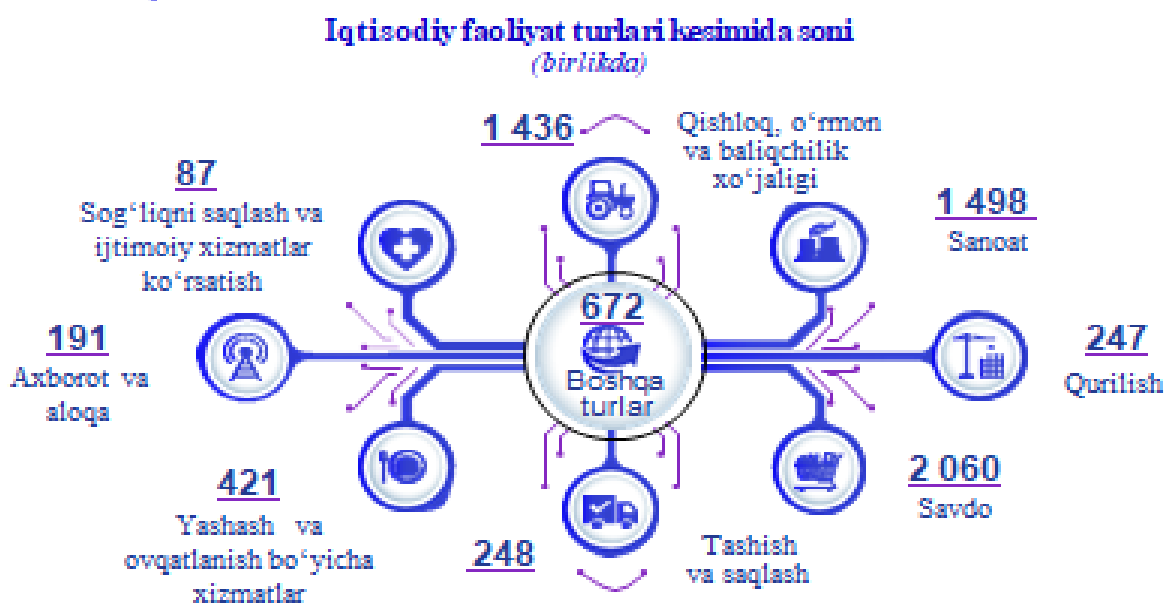 Iqtisodiy faoliyat turlari kesimida soni
(birlikda)
1 436
Qishloq, o‘rmon
va baliqchilik
xo‘jaligi
87
Sog‘liqni saqlash va
ijtimoiy xizmatlar
ko‘rsatish
1 498
Sanoat
672
Boshqa
turlar
191
Axborot va
aloqa
247
Qurilish
421
Yashash va
ovqatlanish bo‘yicha
xizmatlar
2 060
Savdo
248
Tashish
va saqlash